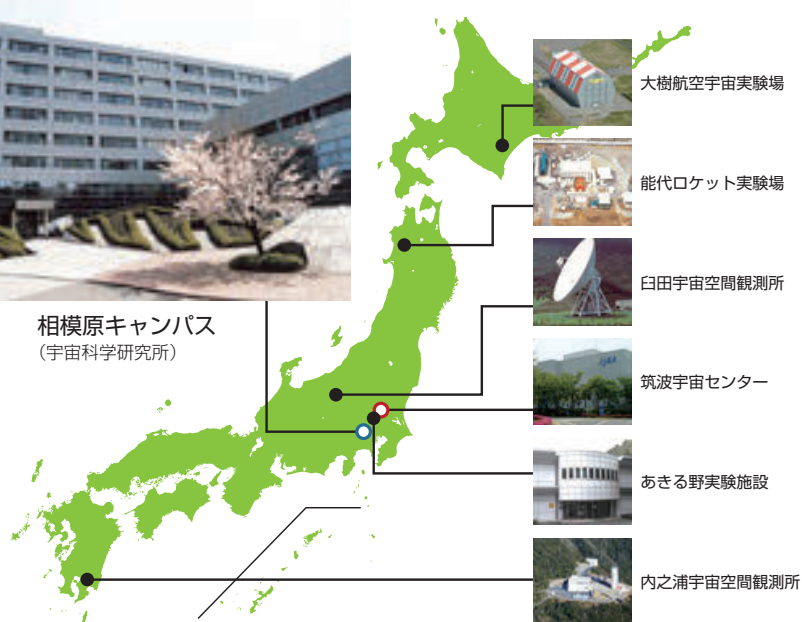 相模原キャンパス
(宇宙科学研究所)
大樹航空宇宙実験場
能代ロケット実験場
臼田宇宙空間観測所
筑波宇宙センター
あきる野実験施設
内之浦宇宙空間観測所